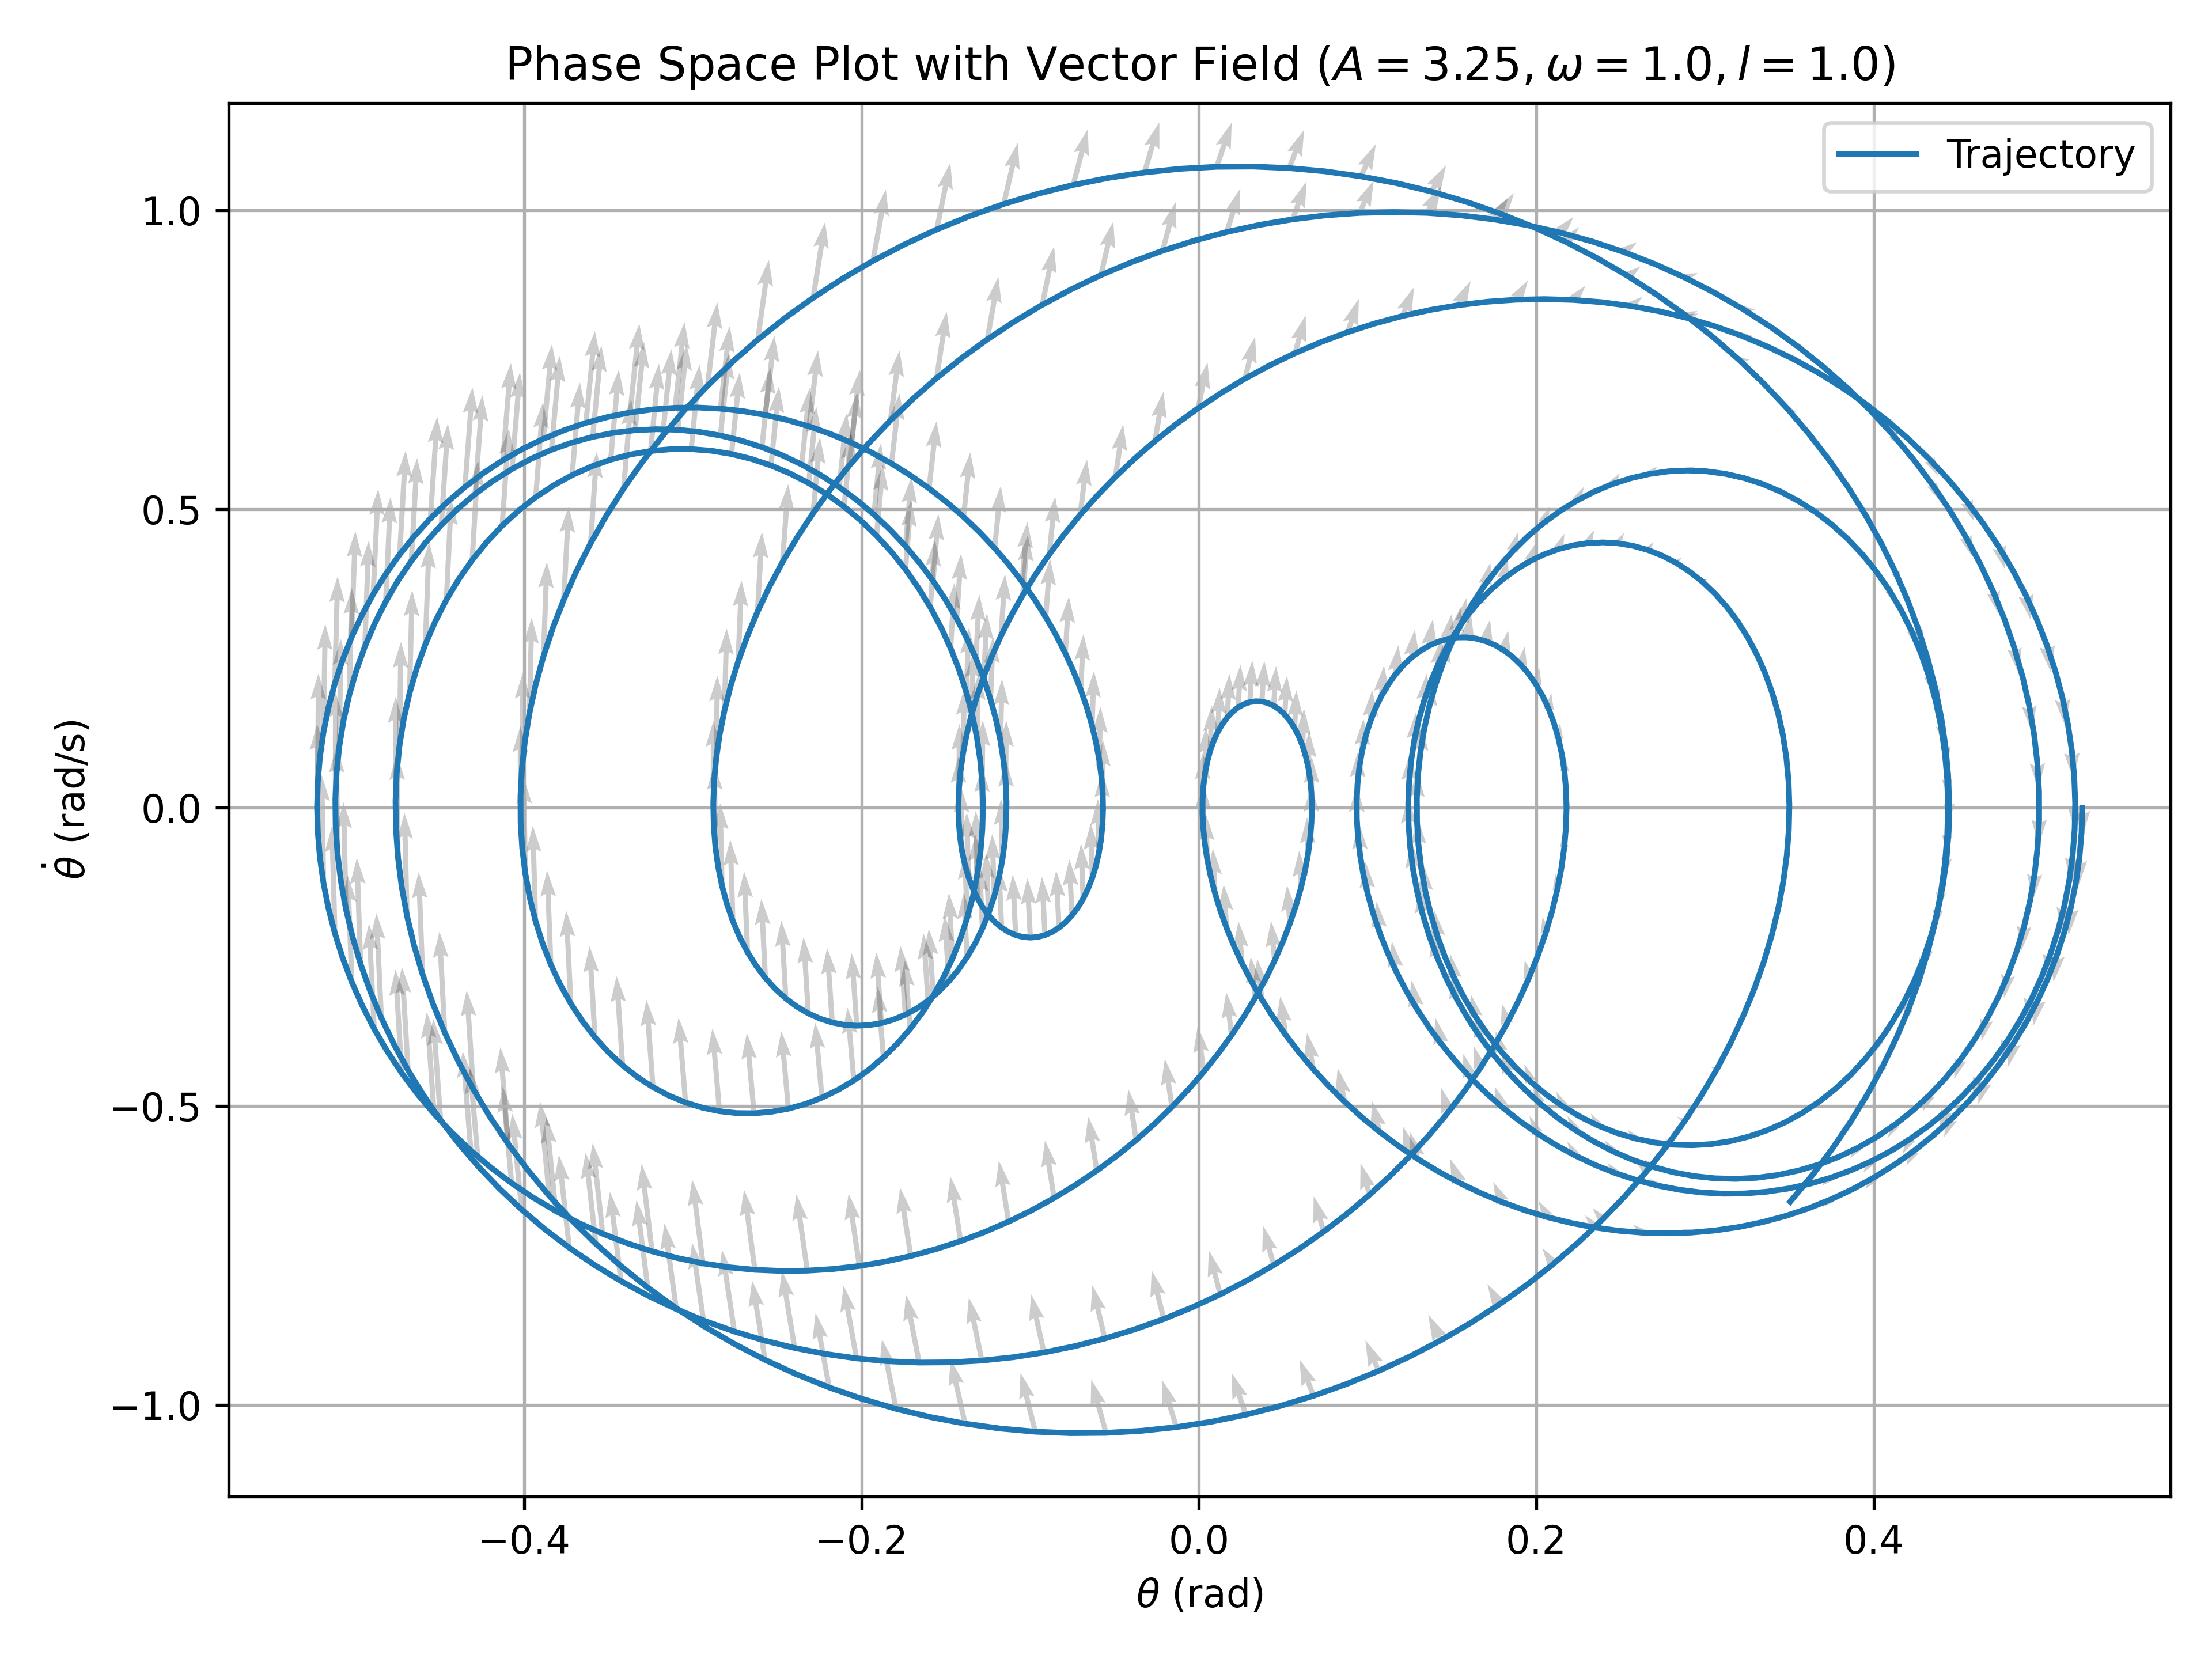 Phase Space Plot with Vector Field (A = 3.25, ω = 1.0, l = 1.0)
Trajectory
1.0
0.5
0.0
−0.5
−1.0
θ̇ (rad/s)
−0.4 −0.2 0.0 0.2 0.4
θ (rad)